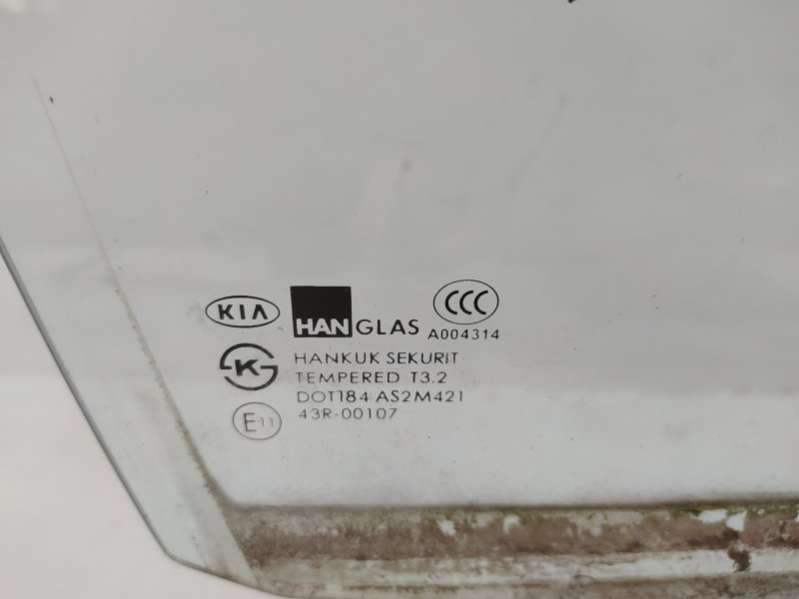 KIA HANGLAS CCC
A004314
K HANKUK SEKURIT
TEMPERED T3.2
DOT184 AS2M421
E11 43R-00107